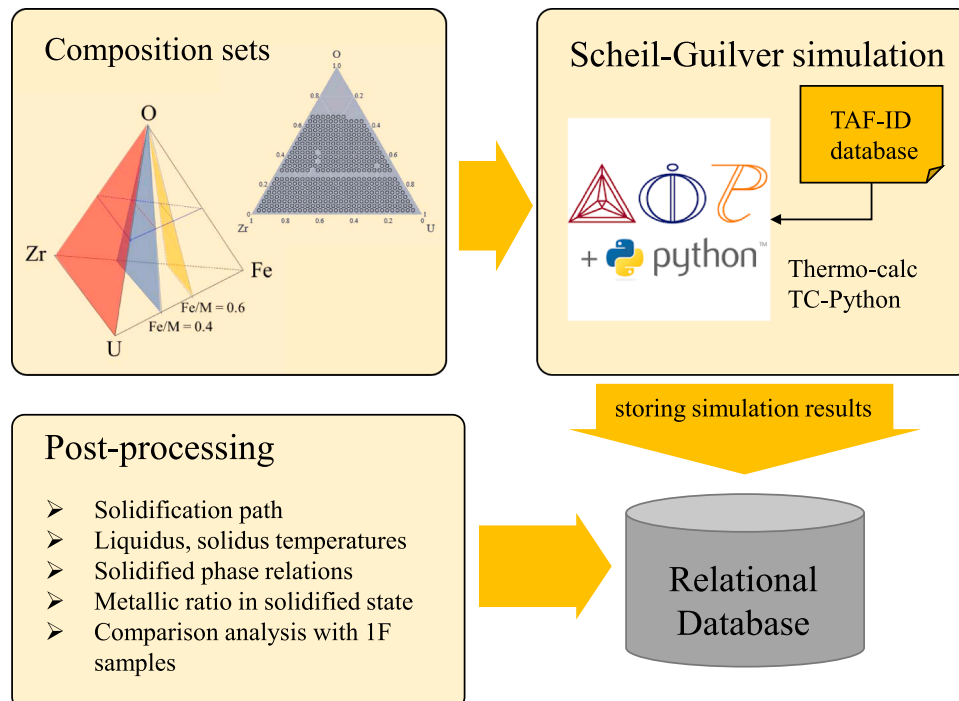 Composition sets
O
Zr
Fe
U
Fe/M = 0.6
Fe/M = 0.4
O
1.0
0.8
0.2
0.6
0.4
0.4
0.6
0.2
0.8
0
1
0.8
0.6
0.4
0.2
0
1
Zr
U
Scheil-Guilver simulation
TAF-ID
database
+ python™
Thermo-calc
TC-Python
storing simulation results
Post-processing
➢ Solidification path
➢ Liquidus, solidus temperatures
➢ Solidified phase relations
➢ Metallic ratio in solidified state
➢ Comparison analysis with 1F
samples
Relational
Database